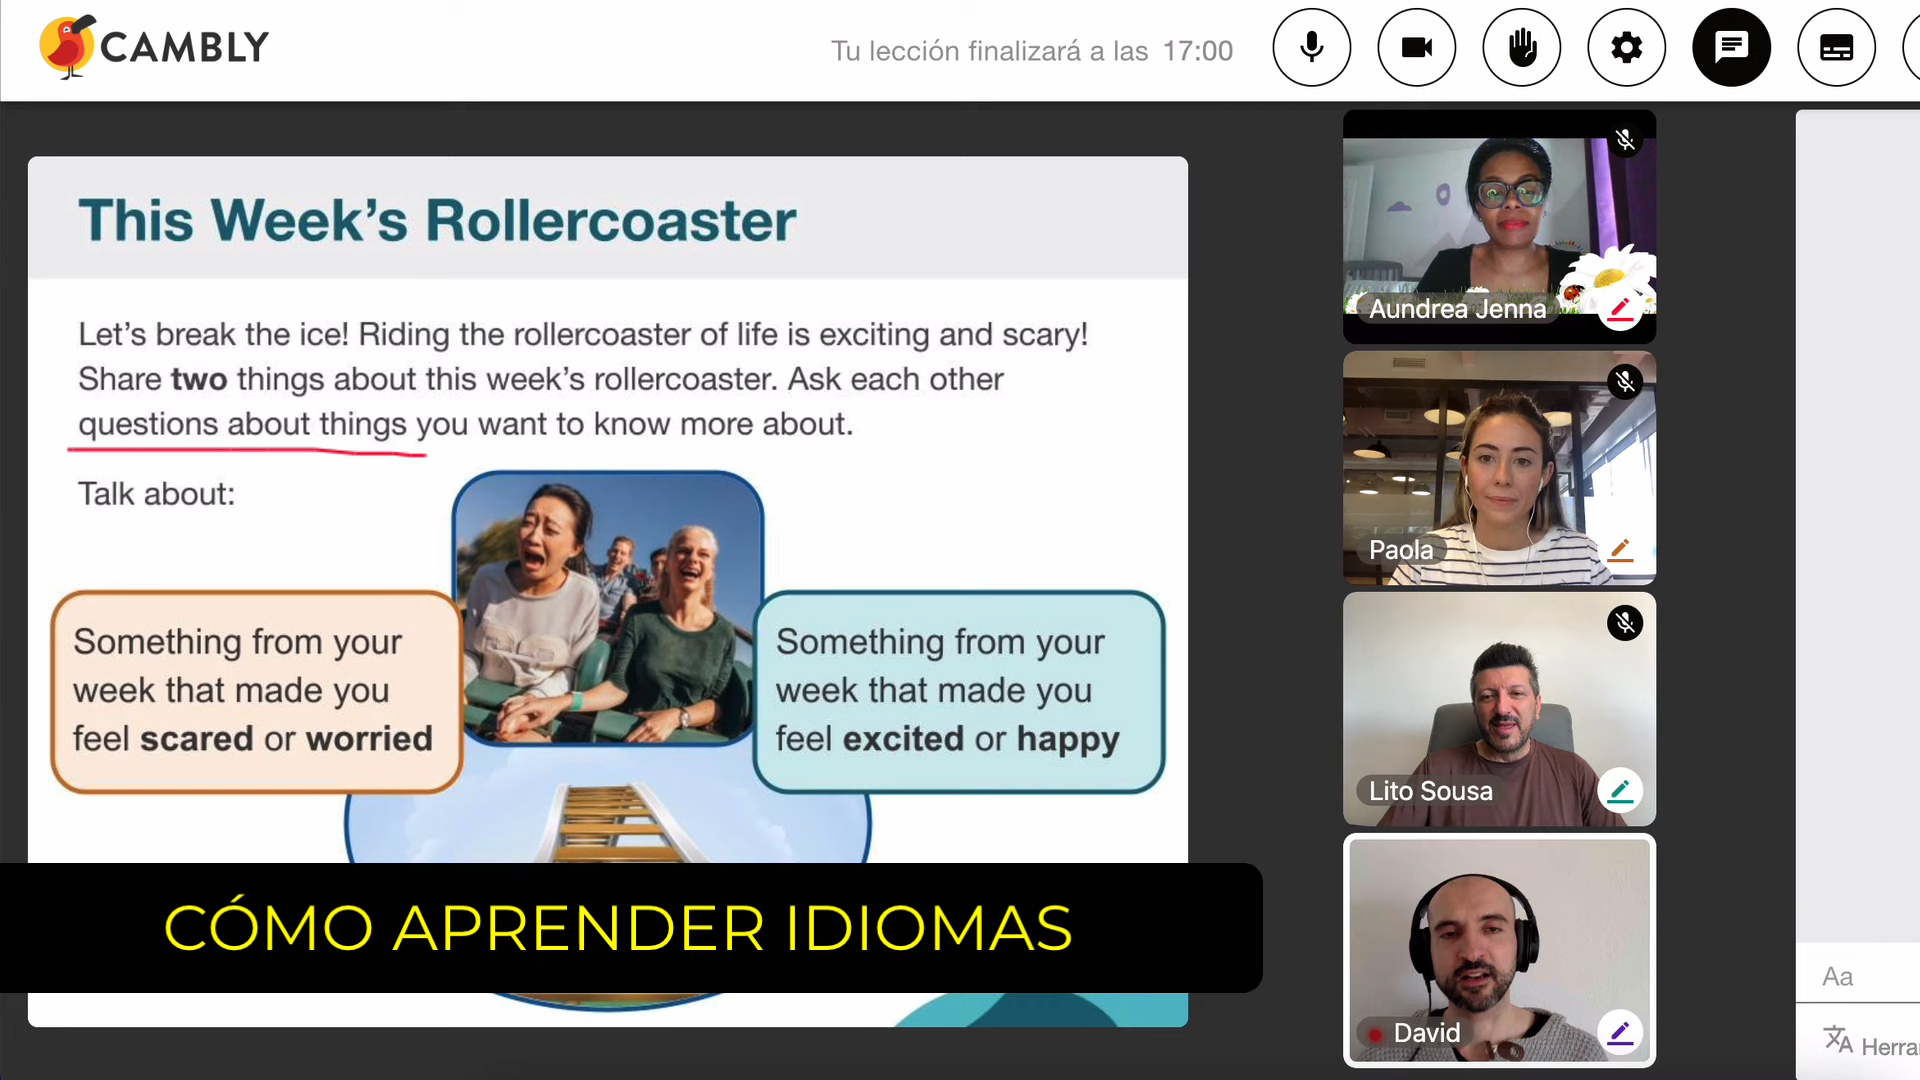 CAMBLY
Tu lección finalizará a las 17:00
This Week's Rollercoaster
Let's break the ice! Riding the rollercoaster of life is exciting and scary!
Share two things about this week's rollercoaster. Ask each other
questions about things you want to know more about.
Talk about:
Something from your
week that made you
feel scared or worried
Something from your
week that made you
feel excited or happy
CÓMO APRENDER IDIOMAS
Aundrea Jenna
Paola
Lito Sousa
David
Aa
Herra